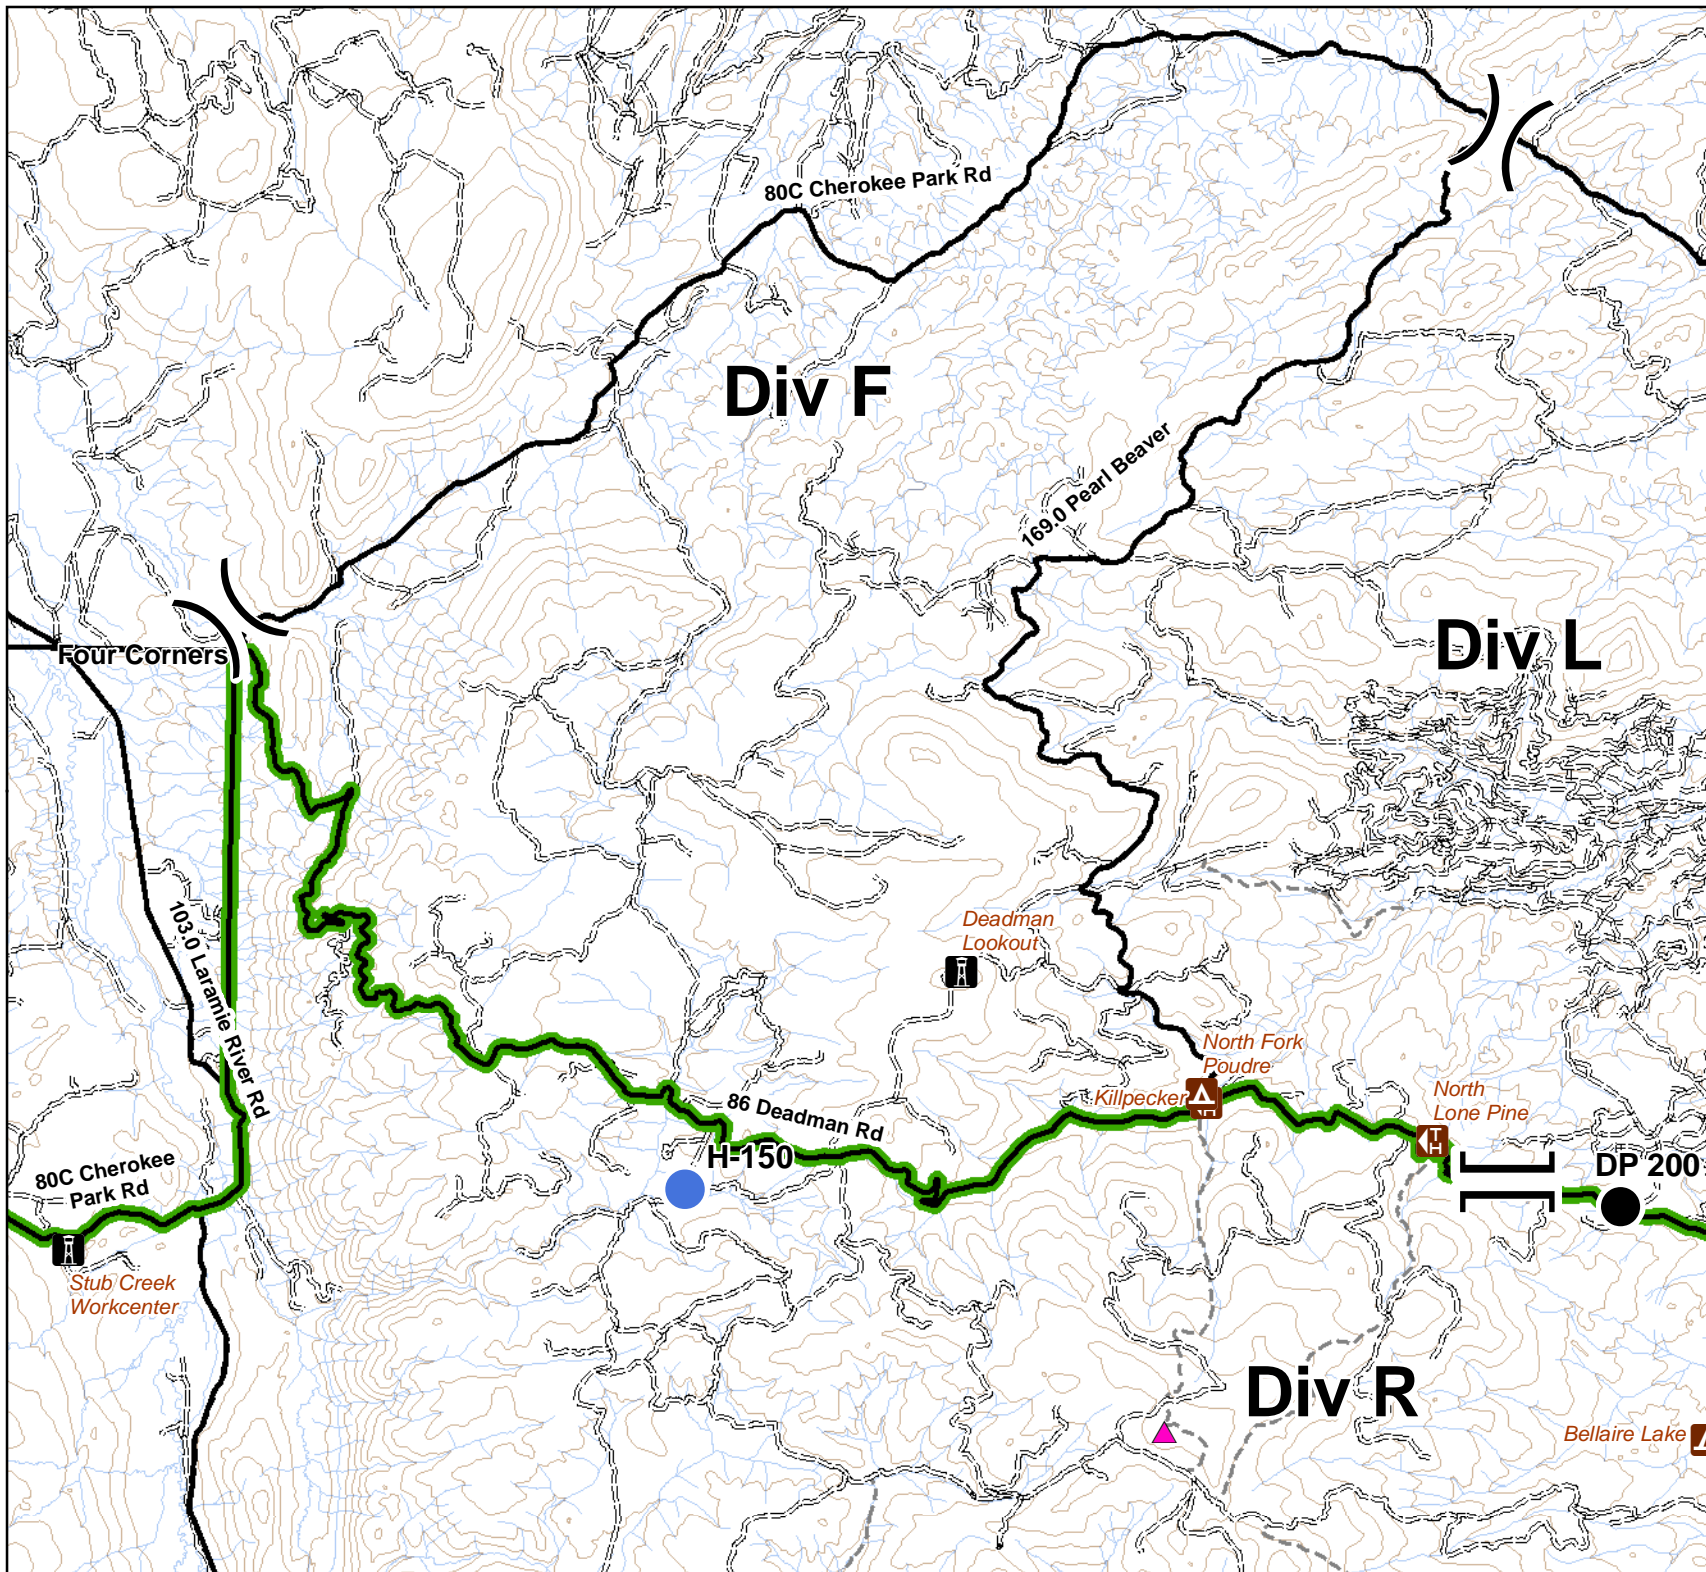 80C Cherokee Park Rd
Div F
169.0 Pearl Beaver
Four Corners
Div L
103.0 Laramie River Rd
Deadman
Lookout
North Fork
Poudre
Killpecker
North
Lone Pine
86 Deadman Rd
H-150
TH
DP 200
80C Cherokee
Park Rd
Stub Creek
Workcenter
Div R
Bellaire Lake